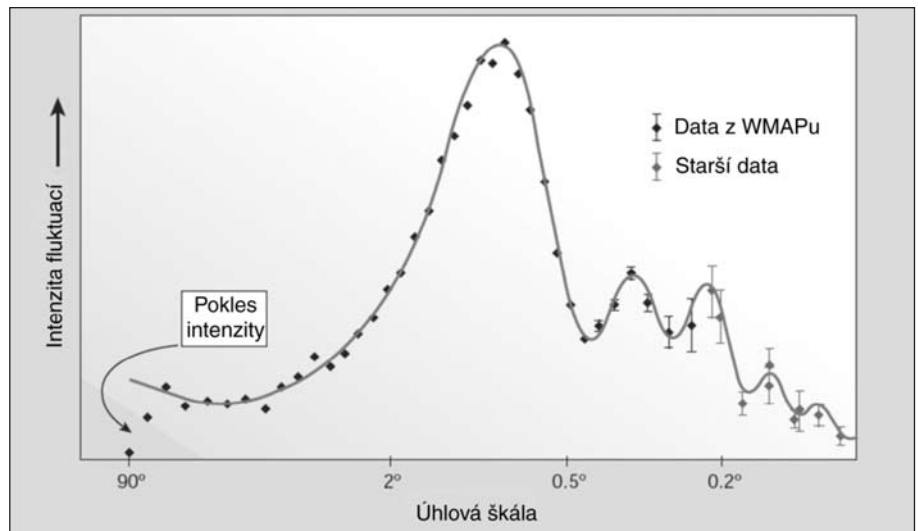 Intenzita fluktuací
Data z WMAPu
Starší data
Pokles
intenzity
90º
2º
0.5º
0.2º
Úhlová škála